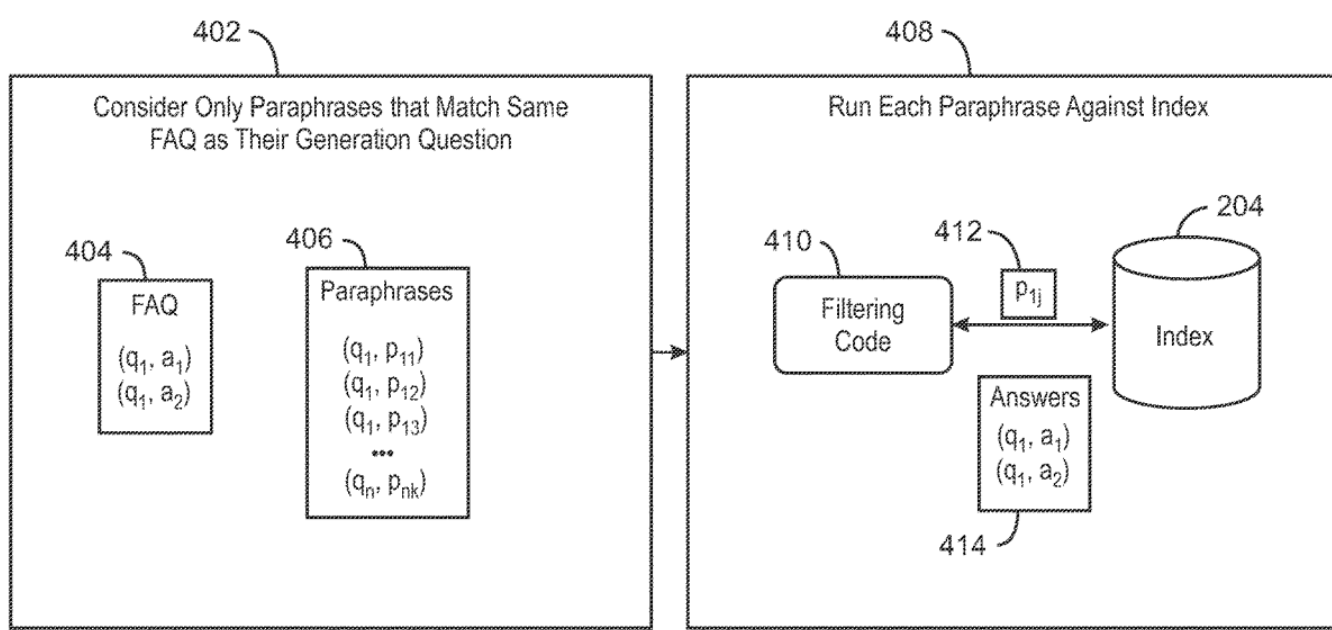 402
408
Consider Only Paraphrases that Match Same
FAQ as Their Generation Question
Run Each Paraphrase Against Index
404
FAQ
(q₁, a₁)
(q₁, a₂)
406
Paraphrases
(q₁, p₁₁)
(q₁, p₁₂)
(q₁, p₁₃)
•••
(qₙ, pₙₖ)
410
Filtering
Code
412
p₁ⱼ
204
Index
Answers
(q₁, a₁)
(q₁, a₂)
414